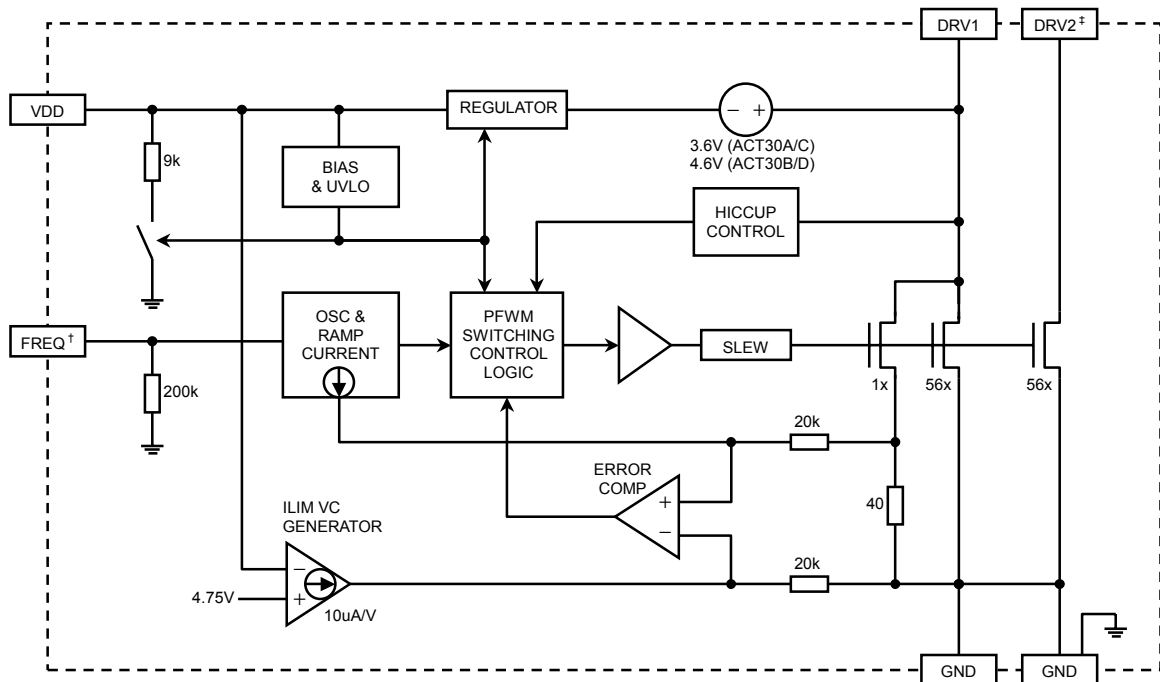 DRV1
DRV2‡
VDD
REGULATOR
− +
3.6V (ACT30A/C)
4.6V (ACT30B/D)
9k
BIAS
& UVLO
HICCUP
CONTROL
FREQ†
OSC &
RAMP
CURRENT
PFWM
SWITCHING
CONTROL
LOGIC
SLEW
200k
1x
56x
56x
20k
ERROR
COMP
+
−
40
ILIM VC
GENERATOR
20k
−
4.75V
+
10uA/V
GND
GND